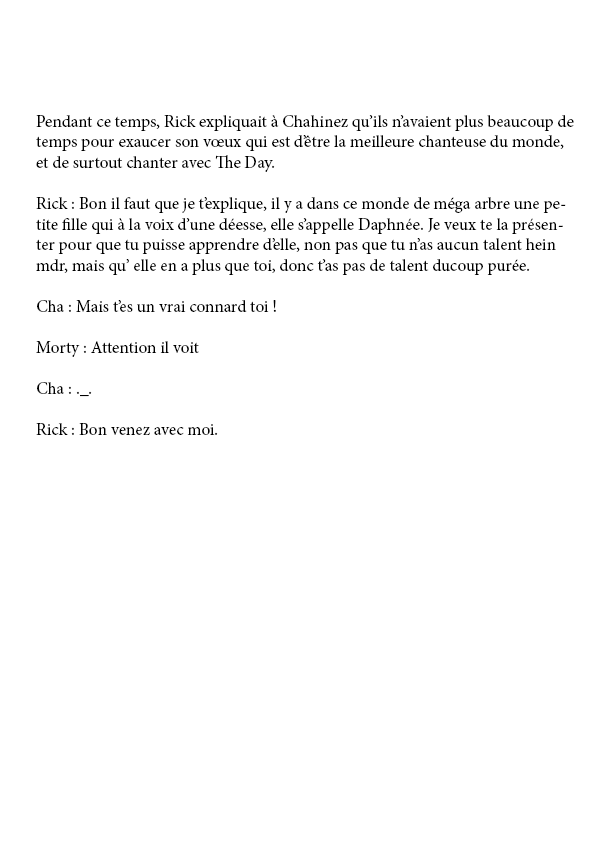 Pendant ce temps, Rick expliquait à Chahinez qu’ils n’avaient plus beaucoup de
temps pour exaucer son vœux qui est d’être la meilleure chanteuse du monde,
et de surtout chanter avec The Day.
Rick : Bon il faut que je t’explique, il y a dans ce monde de méga arbre une pe-
tite fille qui à la voix d’une déesse, elle s’appelle Daphnée. Je veux te la présen-
ter pour que tu puisse apprendre d’elle, non pas que tu n’as aucun talent hein
mdr, mais qu’ elle en a plus que toi, donc t’as pas de talent ducoup purée.
Cha : Mais t’es un vrai connard toi !
Morty : Attention il voit
Cha : ._.
Rick : Bon venez avec moi.